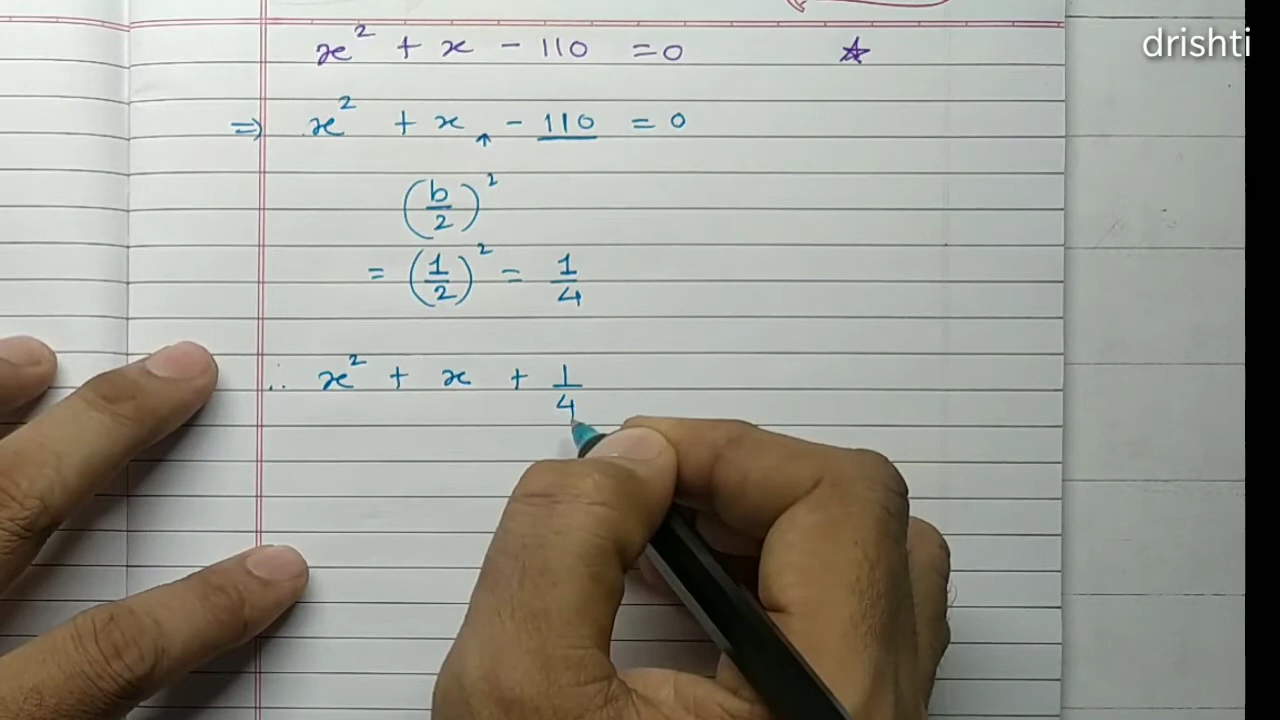 drishti
x² + x - 110 = 0 ☆
⇒ x² + x ↑ - 110 = 0
(b/2)²
= (1/2)² = 1/4
∴ x² + x + 1/4